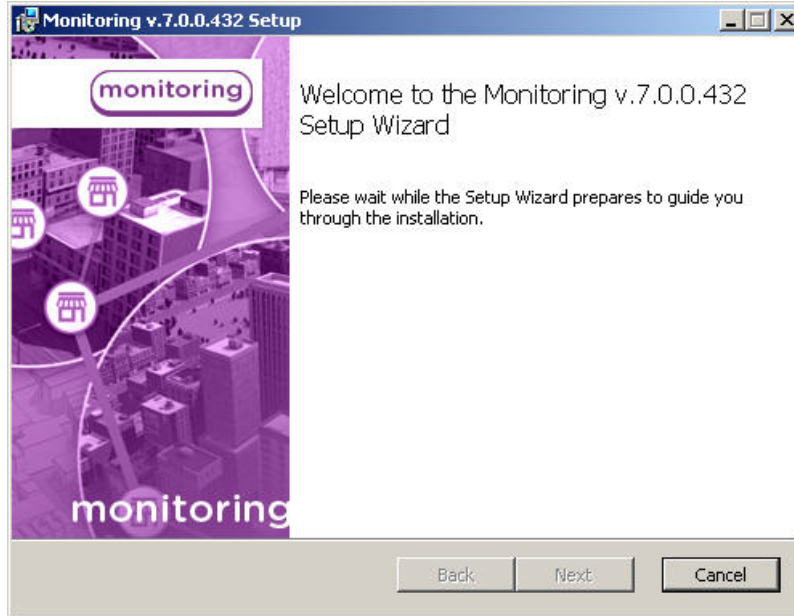 Monitoring v.7.0.0.432 Setup
monitoring
Welcome to the Monitoring v.7.0.0.432
Setup Wizard
Please wait while the Setup Wizard prepares to guide you
through the installation.
monitoring
Back
Next
Cancel